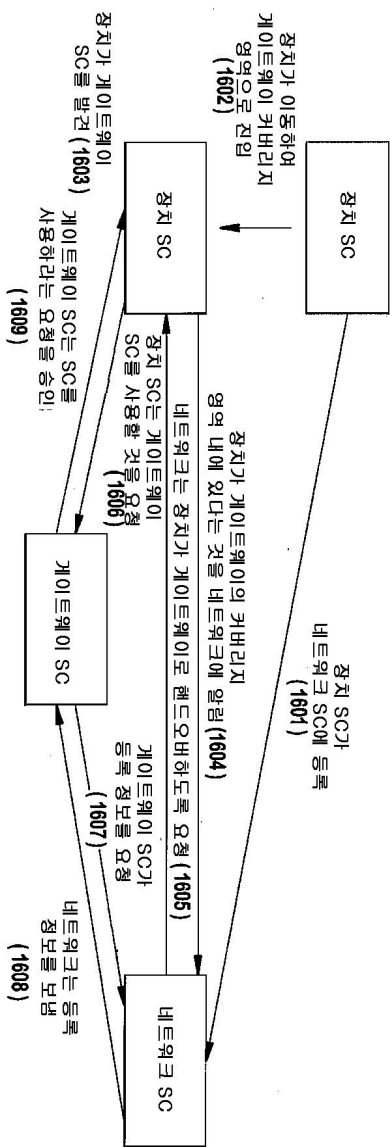 장치 SC
장치 SC가
네트워크 SC에 등록
(1601)
장치가 이동하여
게이트웨이 커버리지
영역으로 진입
(1602)
장치 SC
장치가 게이트웨이
SC를 발견(1603)
장치가 게이트웨이의 커버리지
영역 내에 있다는 것을 네트워크에 알림(1604)
네트워크는 장치가 게이트웨이로 핸드오버하도록 요청(1605)
장치 SC는 게이트웨이
SC를 사용할 것을 요청
(1606)
게이트웨이 SC가
등록 정보를 요청
(1607)
네트워크는 등록
정보를 보냄
(1608)
게이트웨이 SC는 SC를
사용하라는 요청을 승인;
(1609)
게이트웨이 SC
네트워크 SC